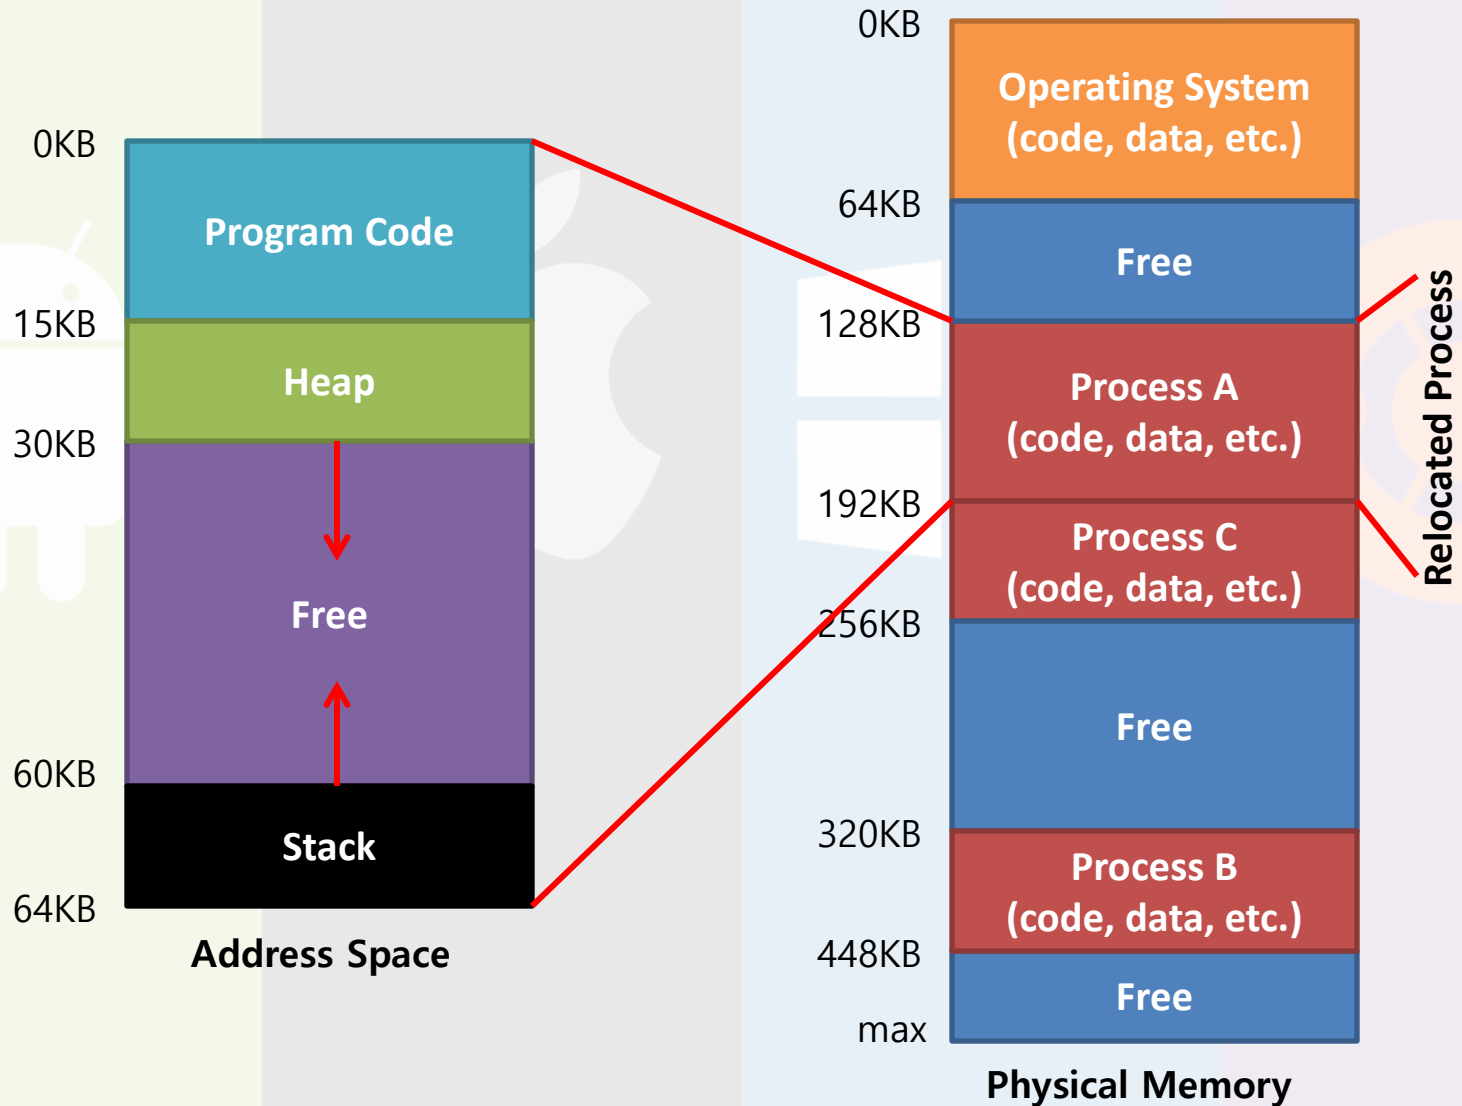 0KB
Program Code
15KB
Heap
30KB
Free
60KB
Stack
64KB
Address Space
0KB
Operating System
(code, data, etc.)
64KB
Free
128KB
Process A
(code, data, etc.)
192KB
Process C
(code, data, etc.)
256KB
Free
320KB
Process B
(code, data, etc.)
448KB
Free
max
Physical Memory
Relocated Process